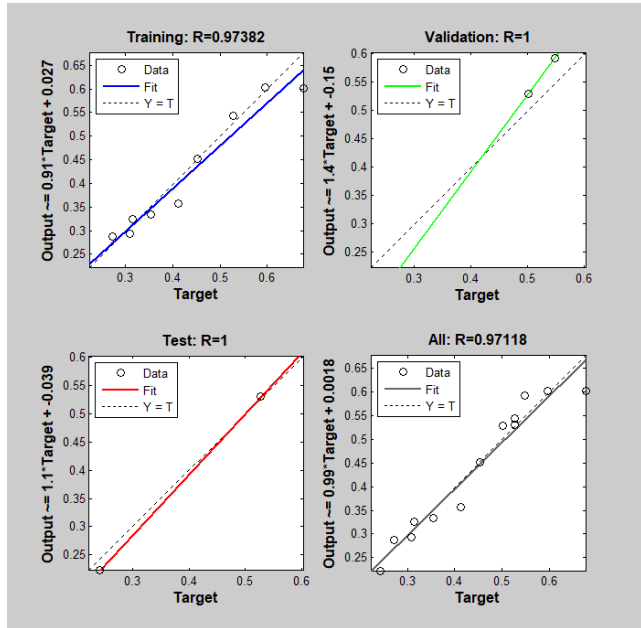 Training: R=0.97382
Output ~= 0.91*Target + 0.027
0.65
0.6
0.55
0.5
0.45
0.4
0.35
0.3
0.25
Data
Fit
Y = T
0.3
0.4
0.5
0.6
Target
Validation: R=1
Output ~= 1.4*Target + -0.15
0.6
0.55
0.5
0.45
0.4
0.35
0.3
0.25
Data
Fit
Y = T
0.3
0.4
0.5
0.6
Target
Test: R=1
Output ~= 1.1*Target + -0.039
0.6
0.55
0.5
0.45
0.4
0.35
0.3
0.25
Data
Fit
Y = T
0.3
0.4
0.5
0.6
Target
All: R=0.97118
Output ~= 0.99*Target + 0.0018
0.65
0.6
0.55
0.5
0.45
0.4
0.35
0.3
0.25
Data
Fit
Y = T
0.3
0.4
0.5
0.6
Target